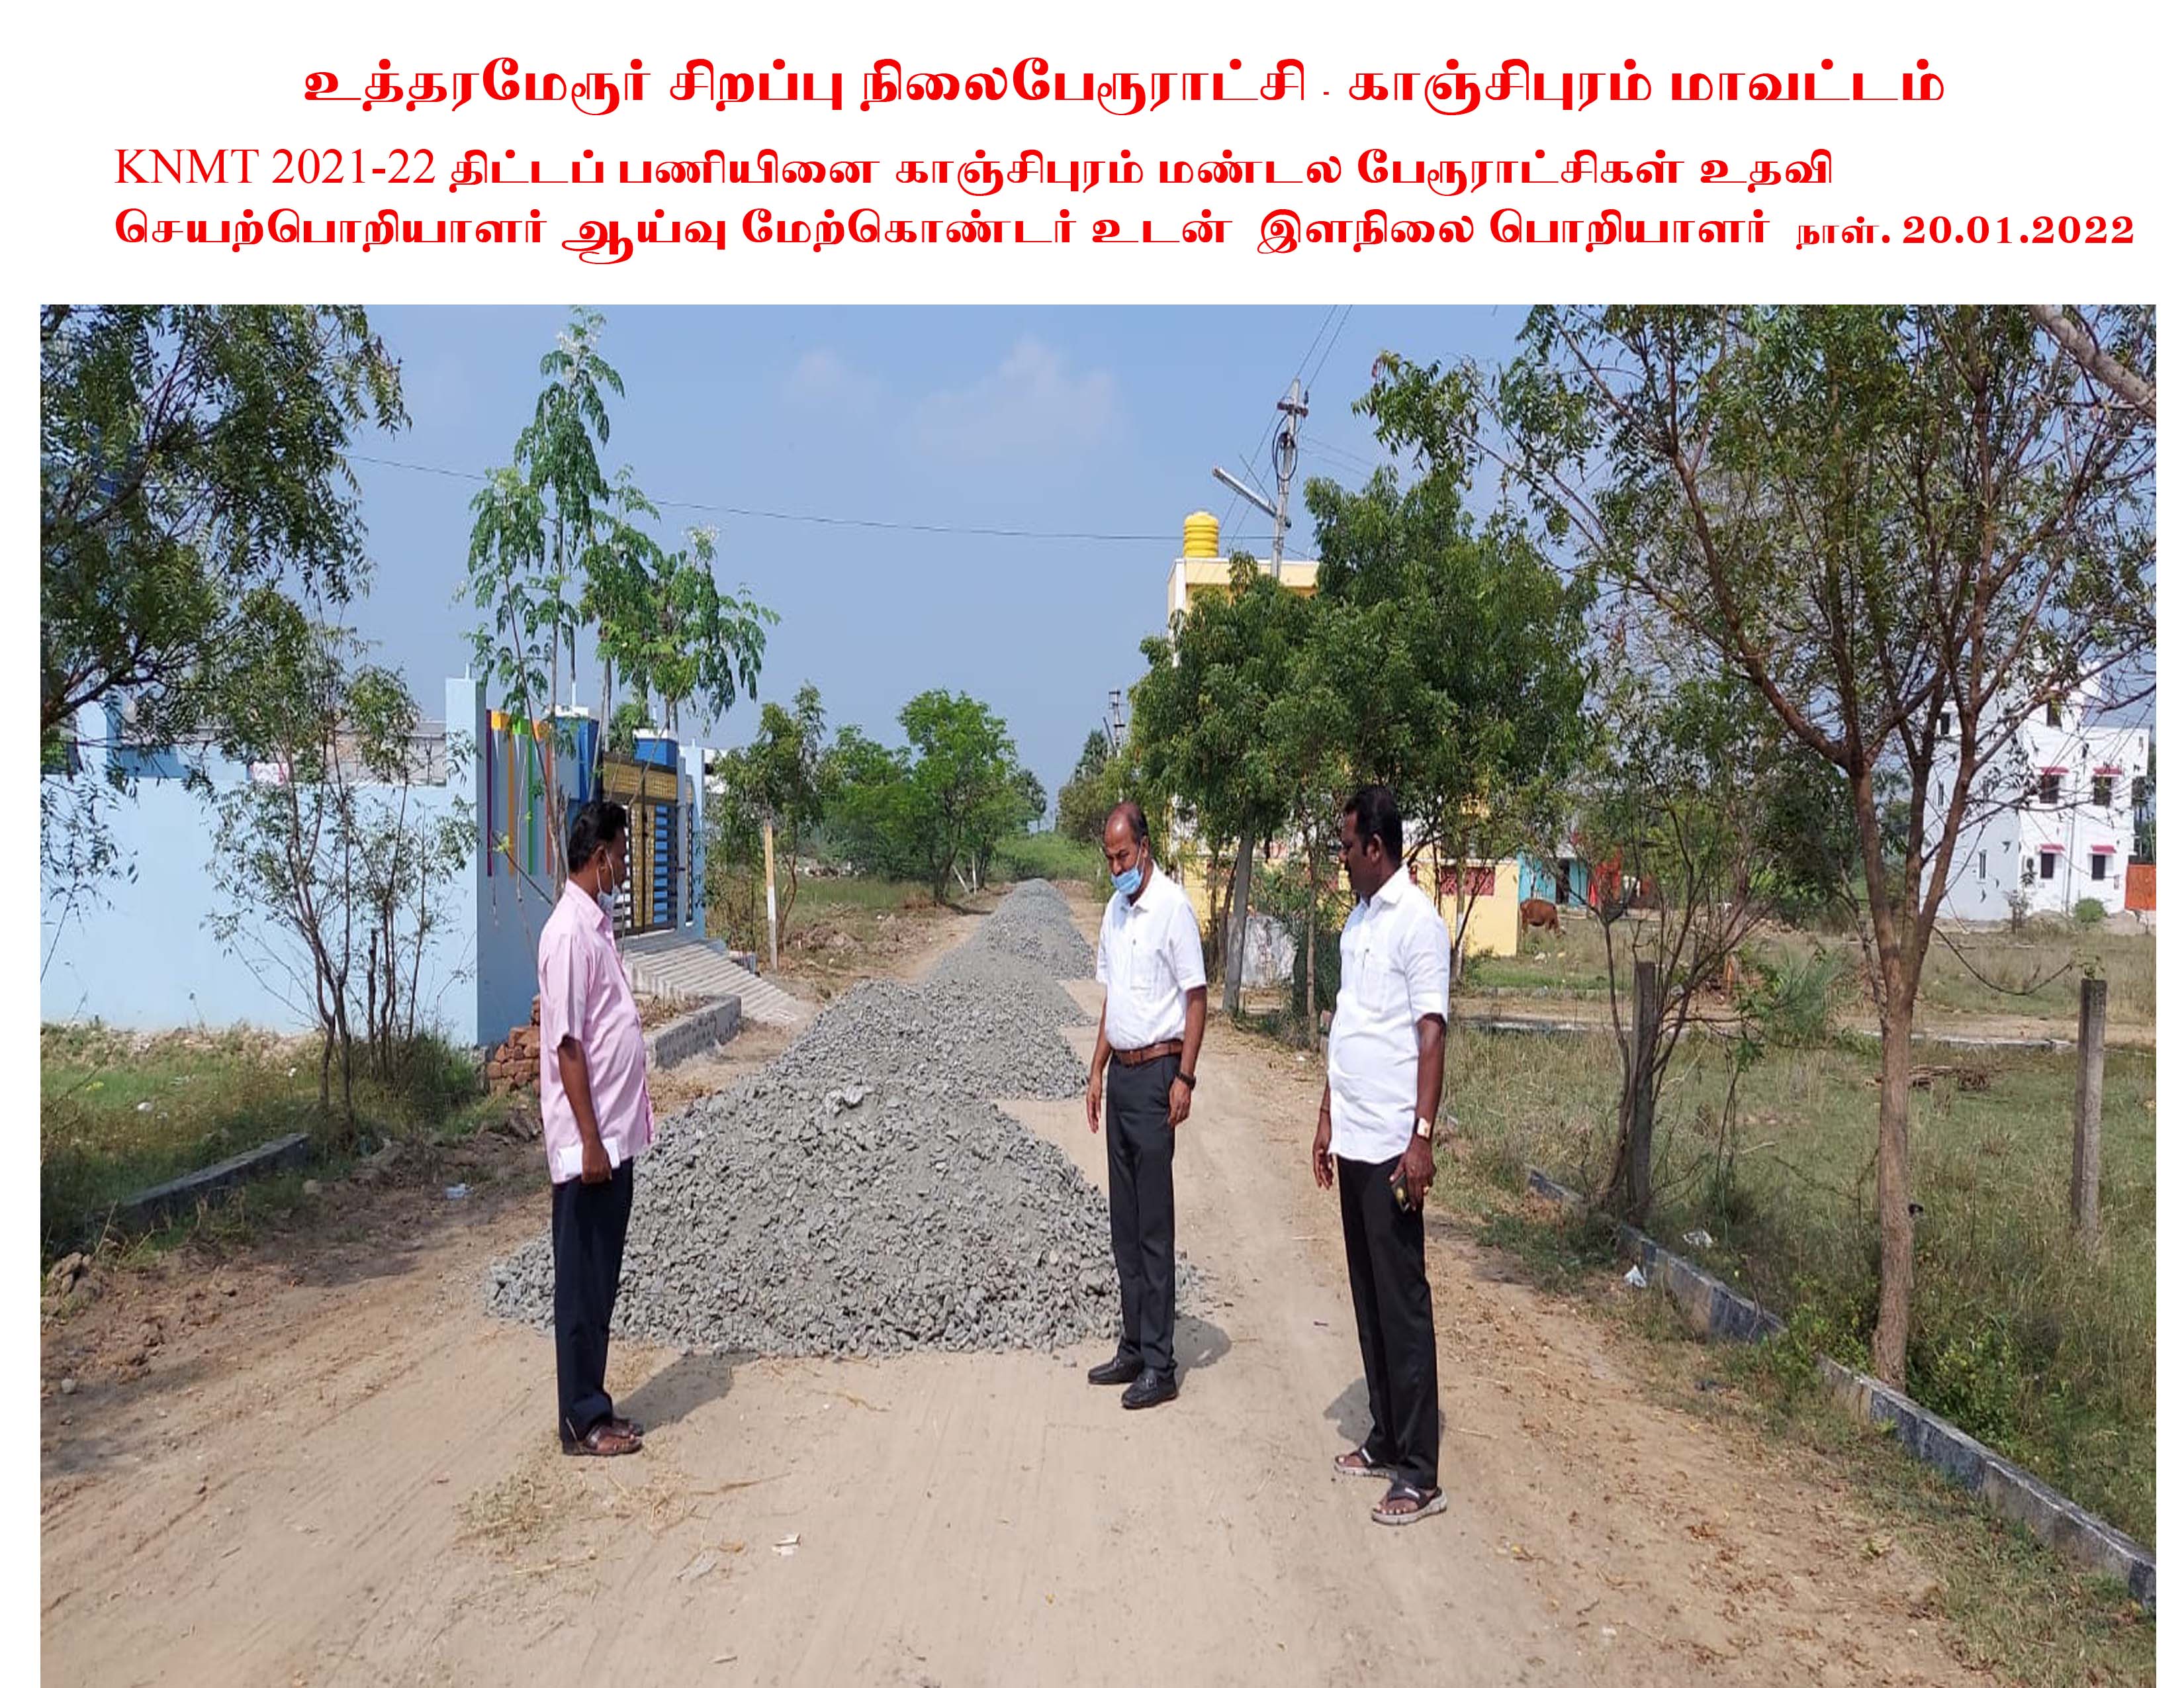 உத்தரமேரூர் சிறப்பு நிலைபேரூராட்சி - காஞ்சிபுரம் மாவட்டம்
KNMT 2021-22 திட்டப் பணியினை காஞ்சிபுரம் மண்டல பேரூராட்சிகள் உதவி
செயற்பொறியாளர் ஆய்வு மேற்கொண்டர் உடன் இளநிலை பொறியாளர் நாள். 20.01.2022